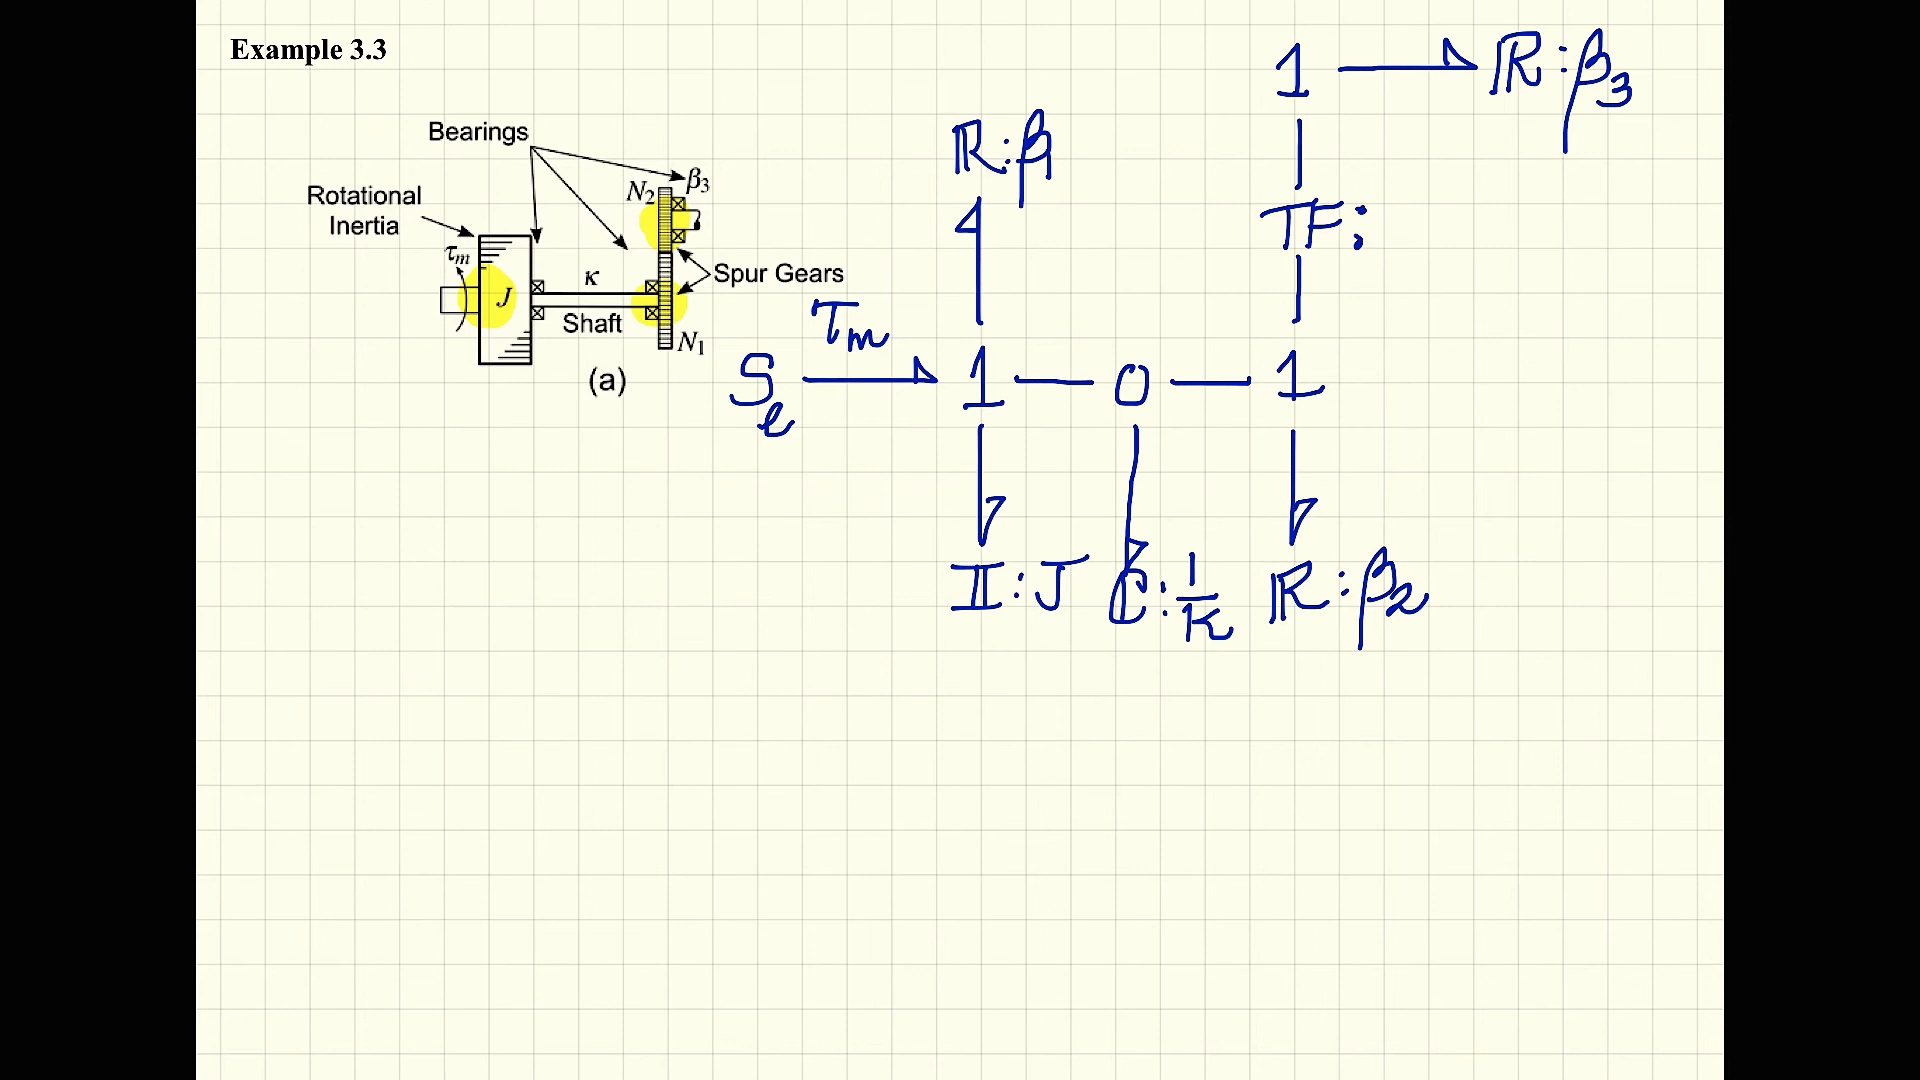 Example 3.3
Bearings
Rotational
Inertia
τm
J
κ
Shaft
N2
β3
Spur Gears
N1
(a)
1 R:β3
R:β1
TF:
Se τm 1 0 1
I:J C:1/K R:β2